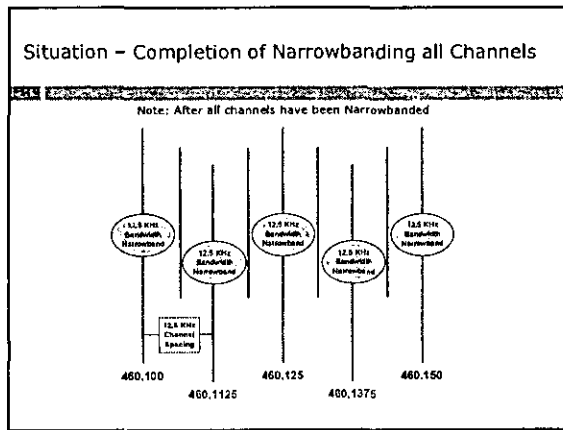 Situation – Completion of Narrowbanding all Channels
Note: After all channels have been Narrowbanded
12,5 KHz
Bandwidth
Narrowband
12.5 KHz
Bandwidth
Narrowband
12.5 KHz
Bandwidth
Narrowband
12.5 KHz
Bandwidth
Narrowband
12.5 KHz
Bandwidth
Narrowband
12,5 KHz
Channel
Spacing
460.100
460.1125
460.125
460.1375
460.150